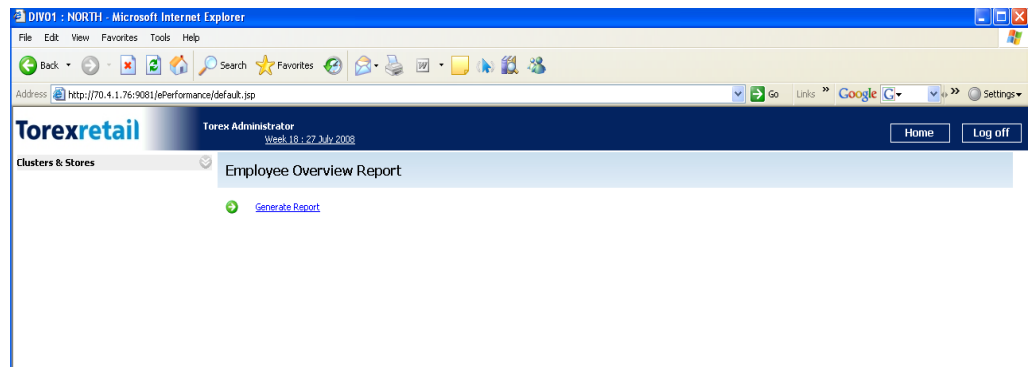 DIV01 : NORTH - Microsoft Internet Explorer
File Edit View Favorites Tools Help
Back Search Favorites
Address http://70.4.1.76:9081/ePerformance/default.jsp Go Links » Google G » Settings
Torexretail
Torex Administrator
Week 18 : 27 July 2008
Home Log off
Clusters & Stores
Employee Overview Report
Generate Report